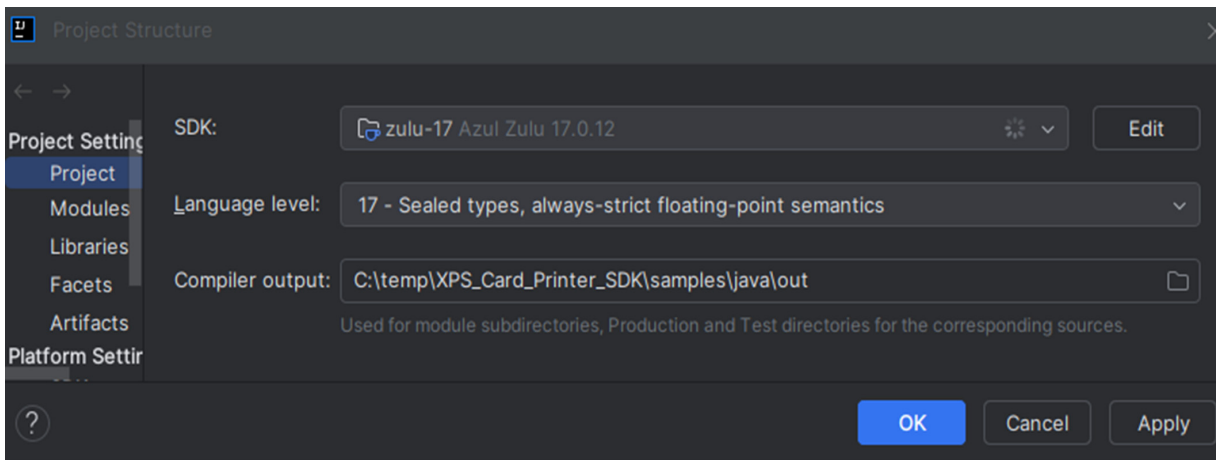 Project Structure
Project Setting
Project
Modules
Libraries
Facets
Artifacts
Platform Settin
SDK: zulu-17 Azul Zulu 17.0.12 Edit
Language level: 17 - Sealed types, always-strict floating-point semantics
Compiler output: C:\temp\XPS_Card_Printer_SDK\samples\java\out
Used for module subdirectories, Production and Test directories for the corresponding sources.
? OK Cancel Apply